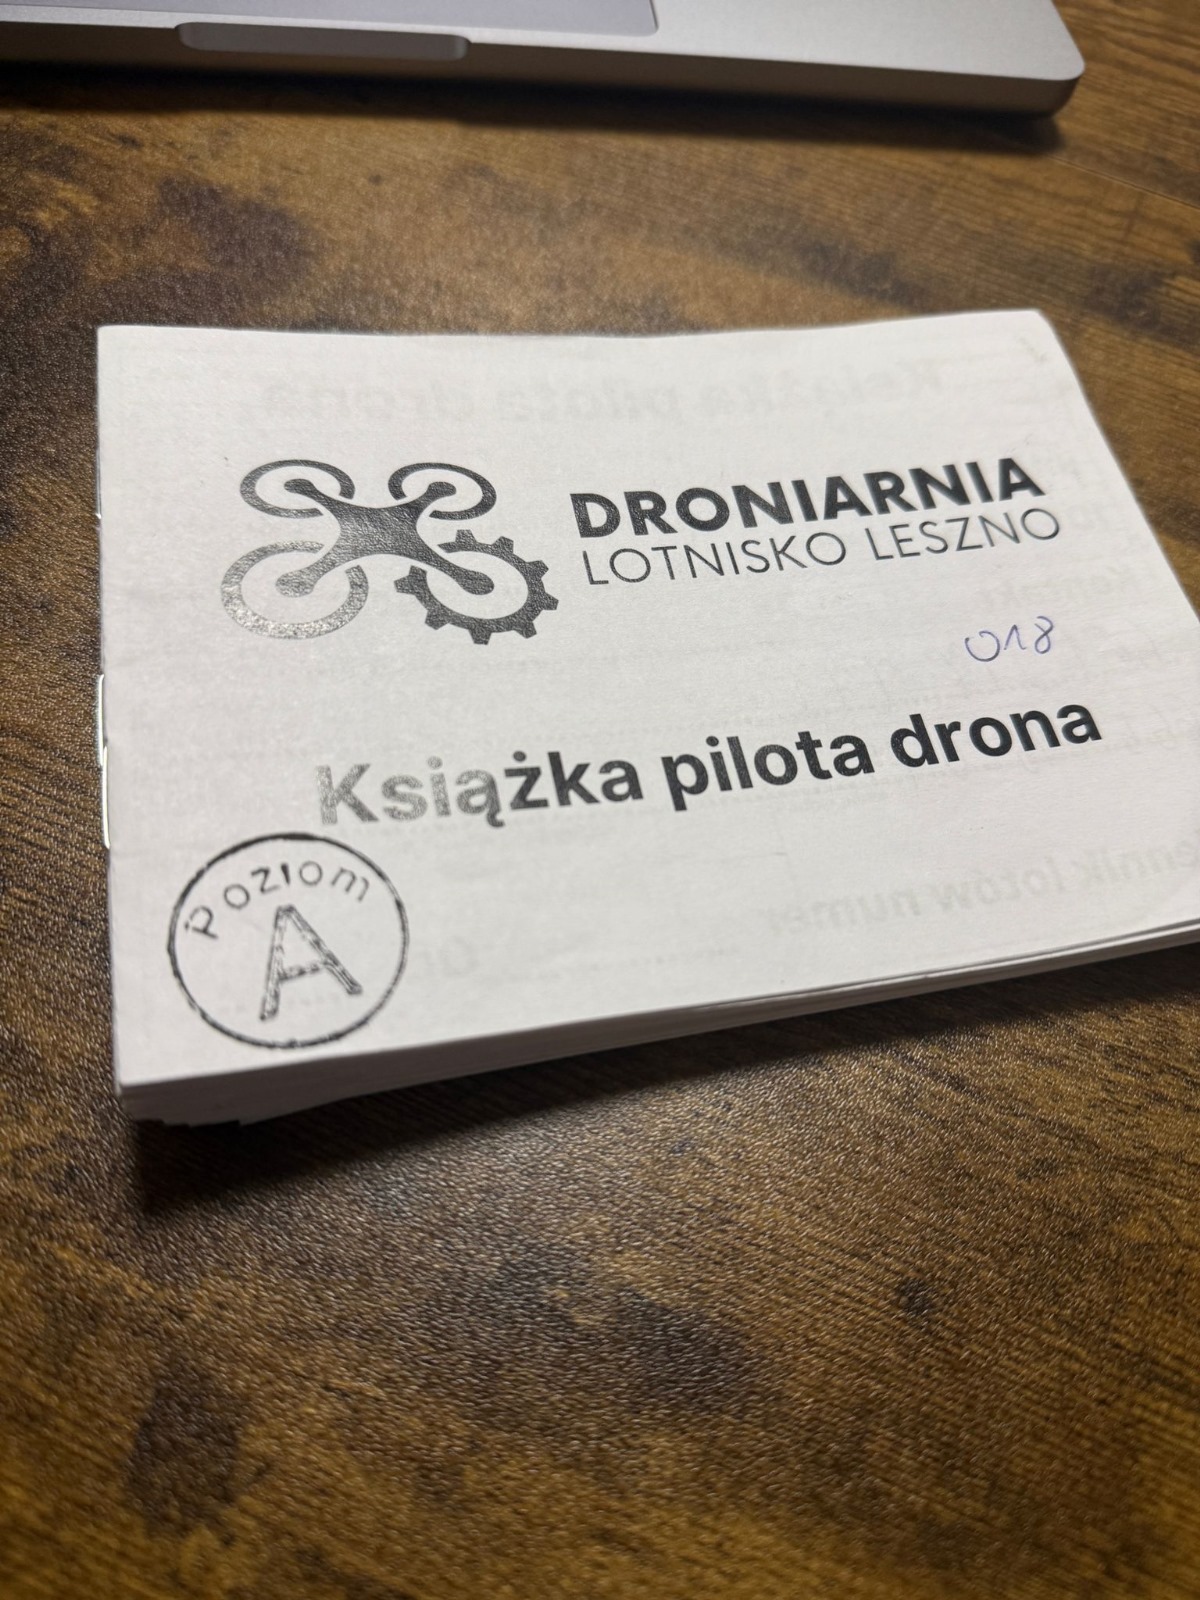 DRONIARNIA
LOTNISKO LESZNO
018
Książka pilota drona
Poziom
A